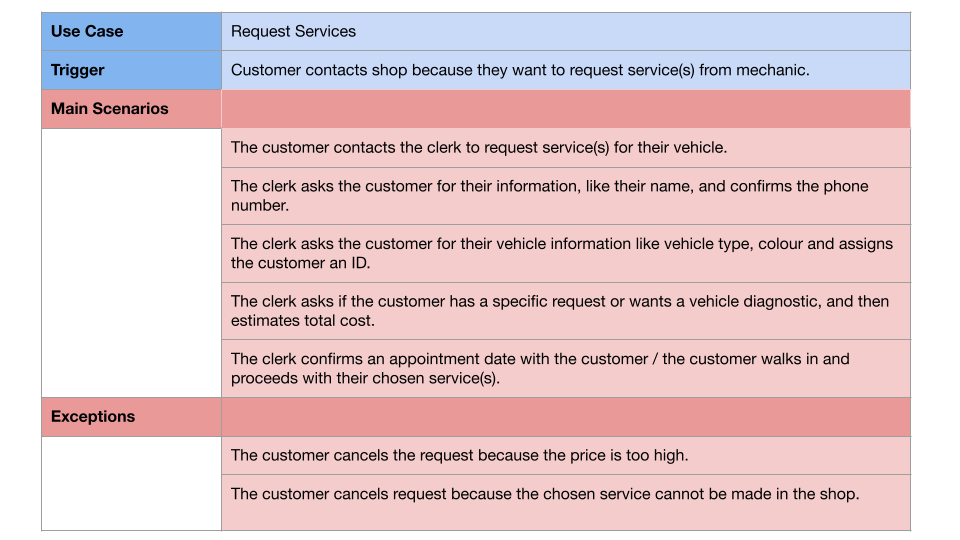 Use Case
Request Services
Trigger
Customer contacts shop because they want to request service(s) from mechanic.
Main Scenarios
The customer contacts the clerk to request service(s) for their vehicle.
The clerk asks the customer for their information, like their name, and confirms the phone
number.
The clerk asks the customer for their vehicle information like vehicle type, colour and assigns
the customer an ID.
The clerk asks if the customer has a specific request or wants a vehicle diagnostic, and then
estimates total cost.
The clerk confirms an appointment date with the customer / the customer walks in and
proceeds with their chosen service(s).
Exceptions
The customer cancels the request because the price is too high.
The customer cancels request because the chosen service cannot be made in the shop.